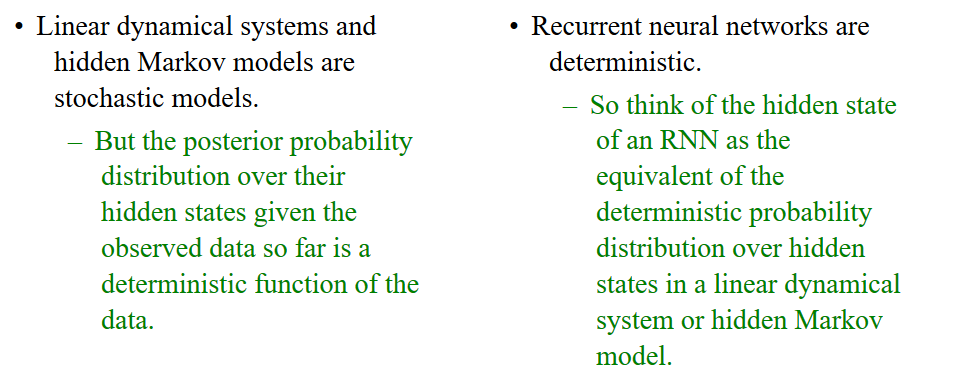 • Linear dynamical systems and
hidden Markov models are
stochastic models.
– But the posterior probability
distribution over their
hidden states given the
observed data so far is a
deterministic function of the
data.
• Recurrent neural networks are
deterministic.
– So think of the hidden state
of an RNN as the
equivalent of the
deterministic probability
distribution over hidden
states in a linear dynamical
system or hidden Markov
model.